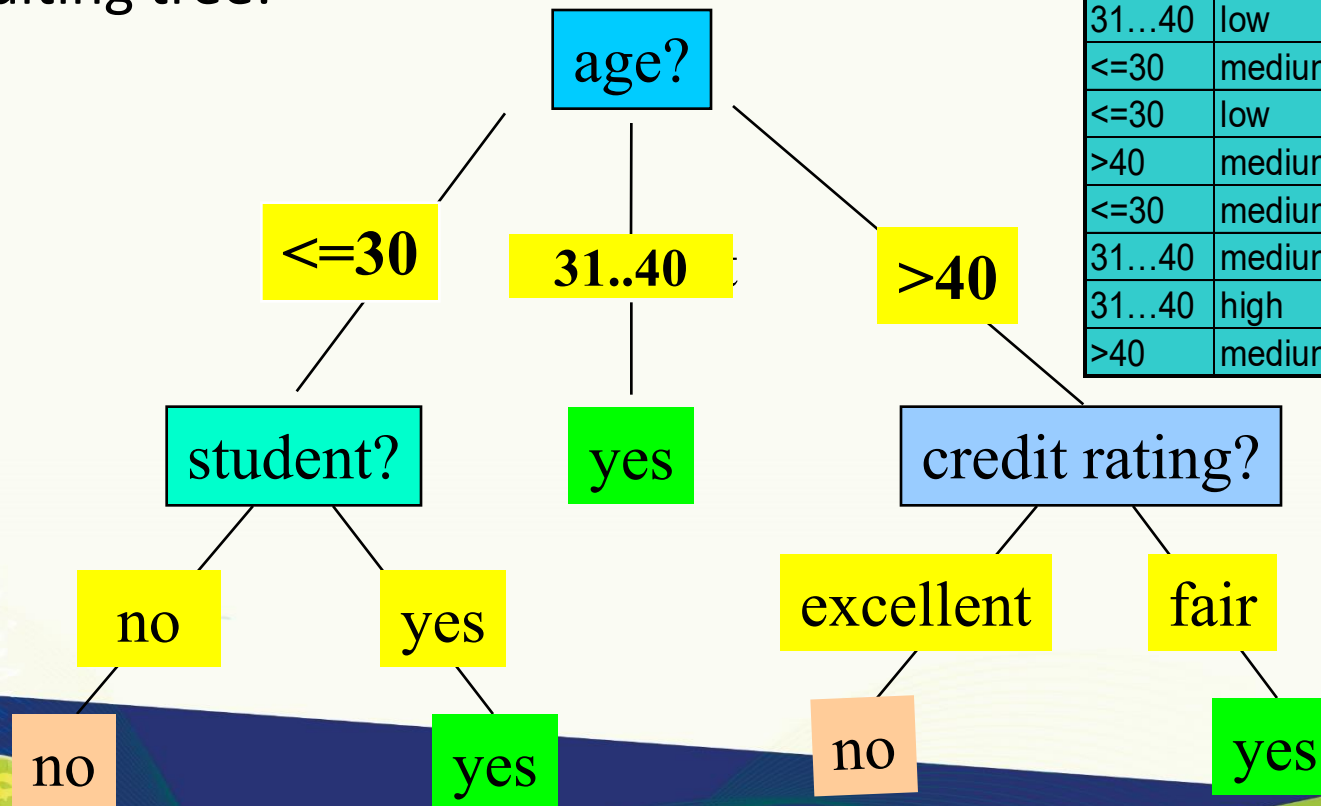 tree?
31…40 low
<=30
<=30 low
>40
<=30
31…40
31…40 high
>40
age?
<=30
31..40
>40
student?
yes
credit rating?
no
yes
excellent
fair
no
yes
no
yes